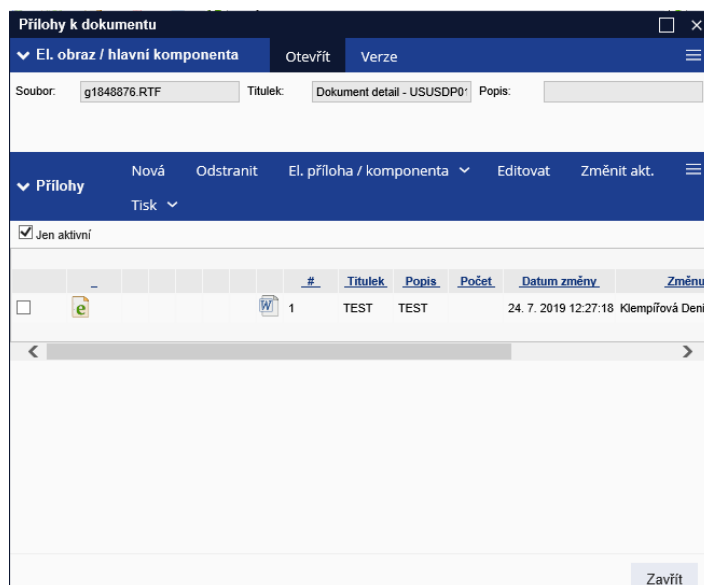 Přílohy k dokumentu
El. obraz / hlavní komponenta Otevřít Verze
Soubor: g1848876.RTF Titulek: Dokument detail - USUSDP01 Popis:
Přílohy Nová Odstranit El. příloha / komponenta Editovat Změnit akt.
Tisk
Jen aktivní
# Titulek Popis Počet Datum změny Změnu
1 TEST TEST 24. 7. 2019 12:27:18 Klempířová Deni
Zavřít